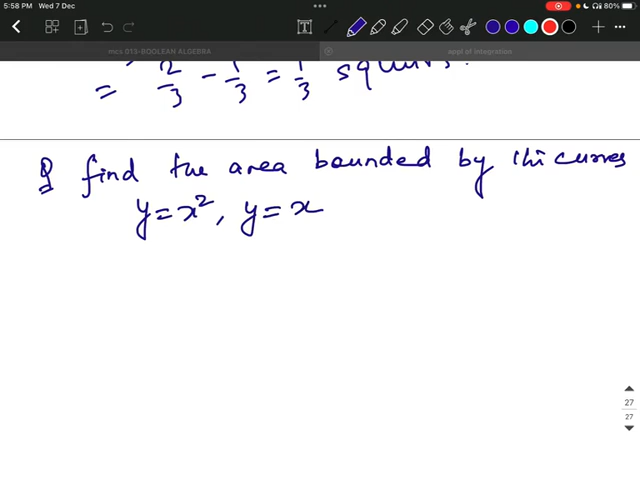 5:58 PM Wed 7 Dec
80%
mcs 013-BOOLEAN ALGEBRA
appl of integration
= 2/3 - 1/3 = 1/3 sq
Q find the area bounded by the curves
y = x², y = x
27
27